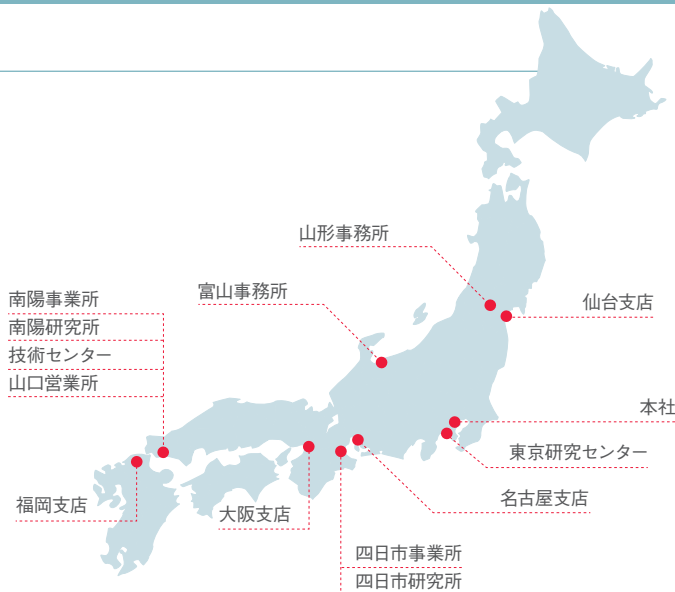 山形事務所
富山事務所
仙台支店
南陽事業所
南陽研究所
技術センター
山口営業所
本社
東京研究センター
名古屋支店
福岡支店
大阪支店
四日市事業所
四日市研究所